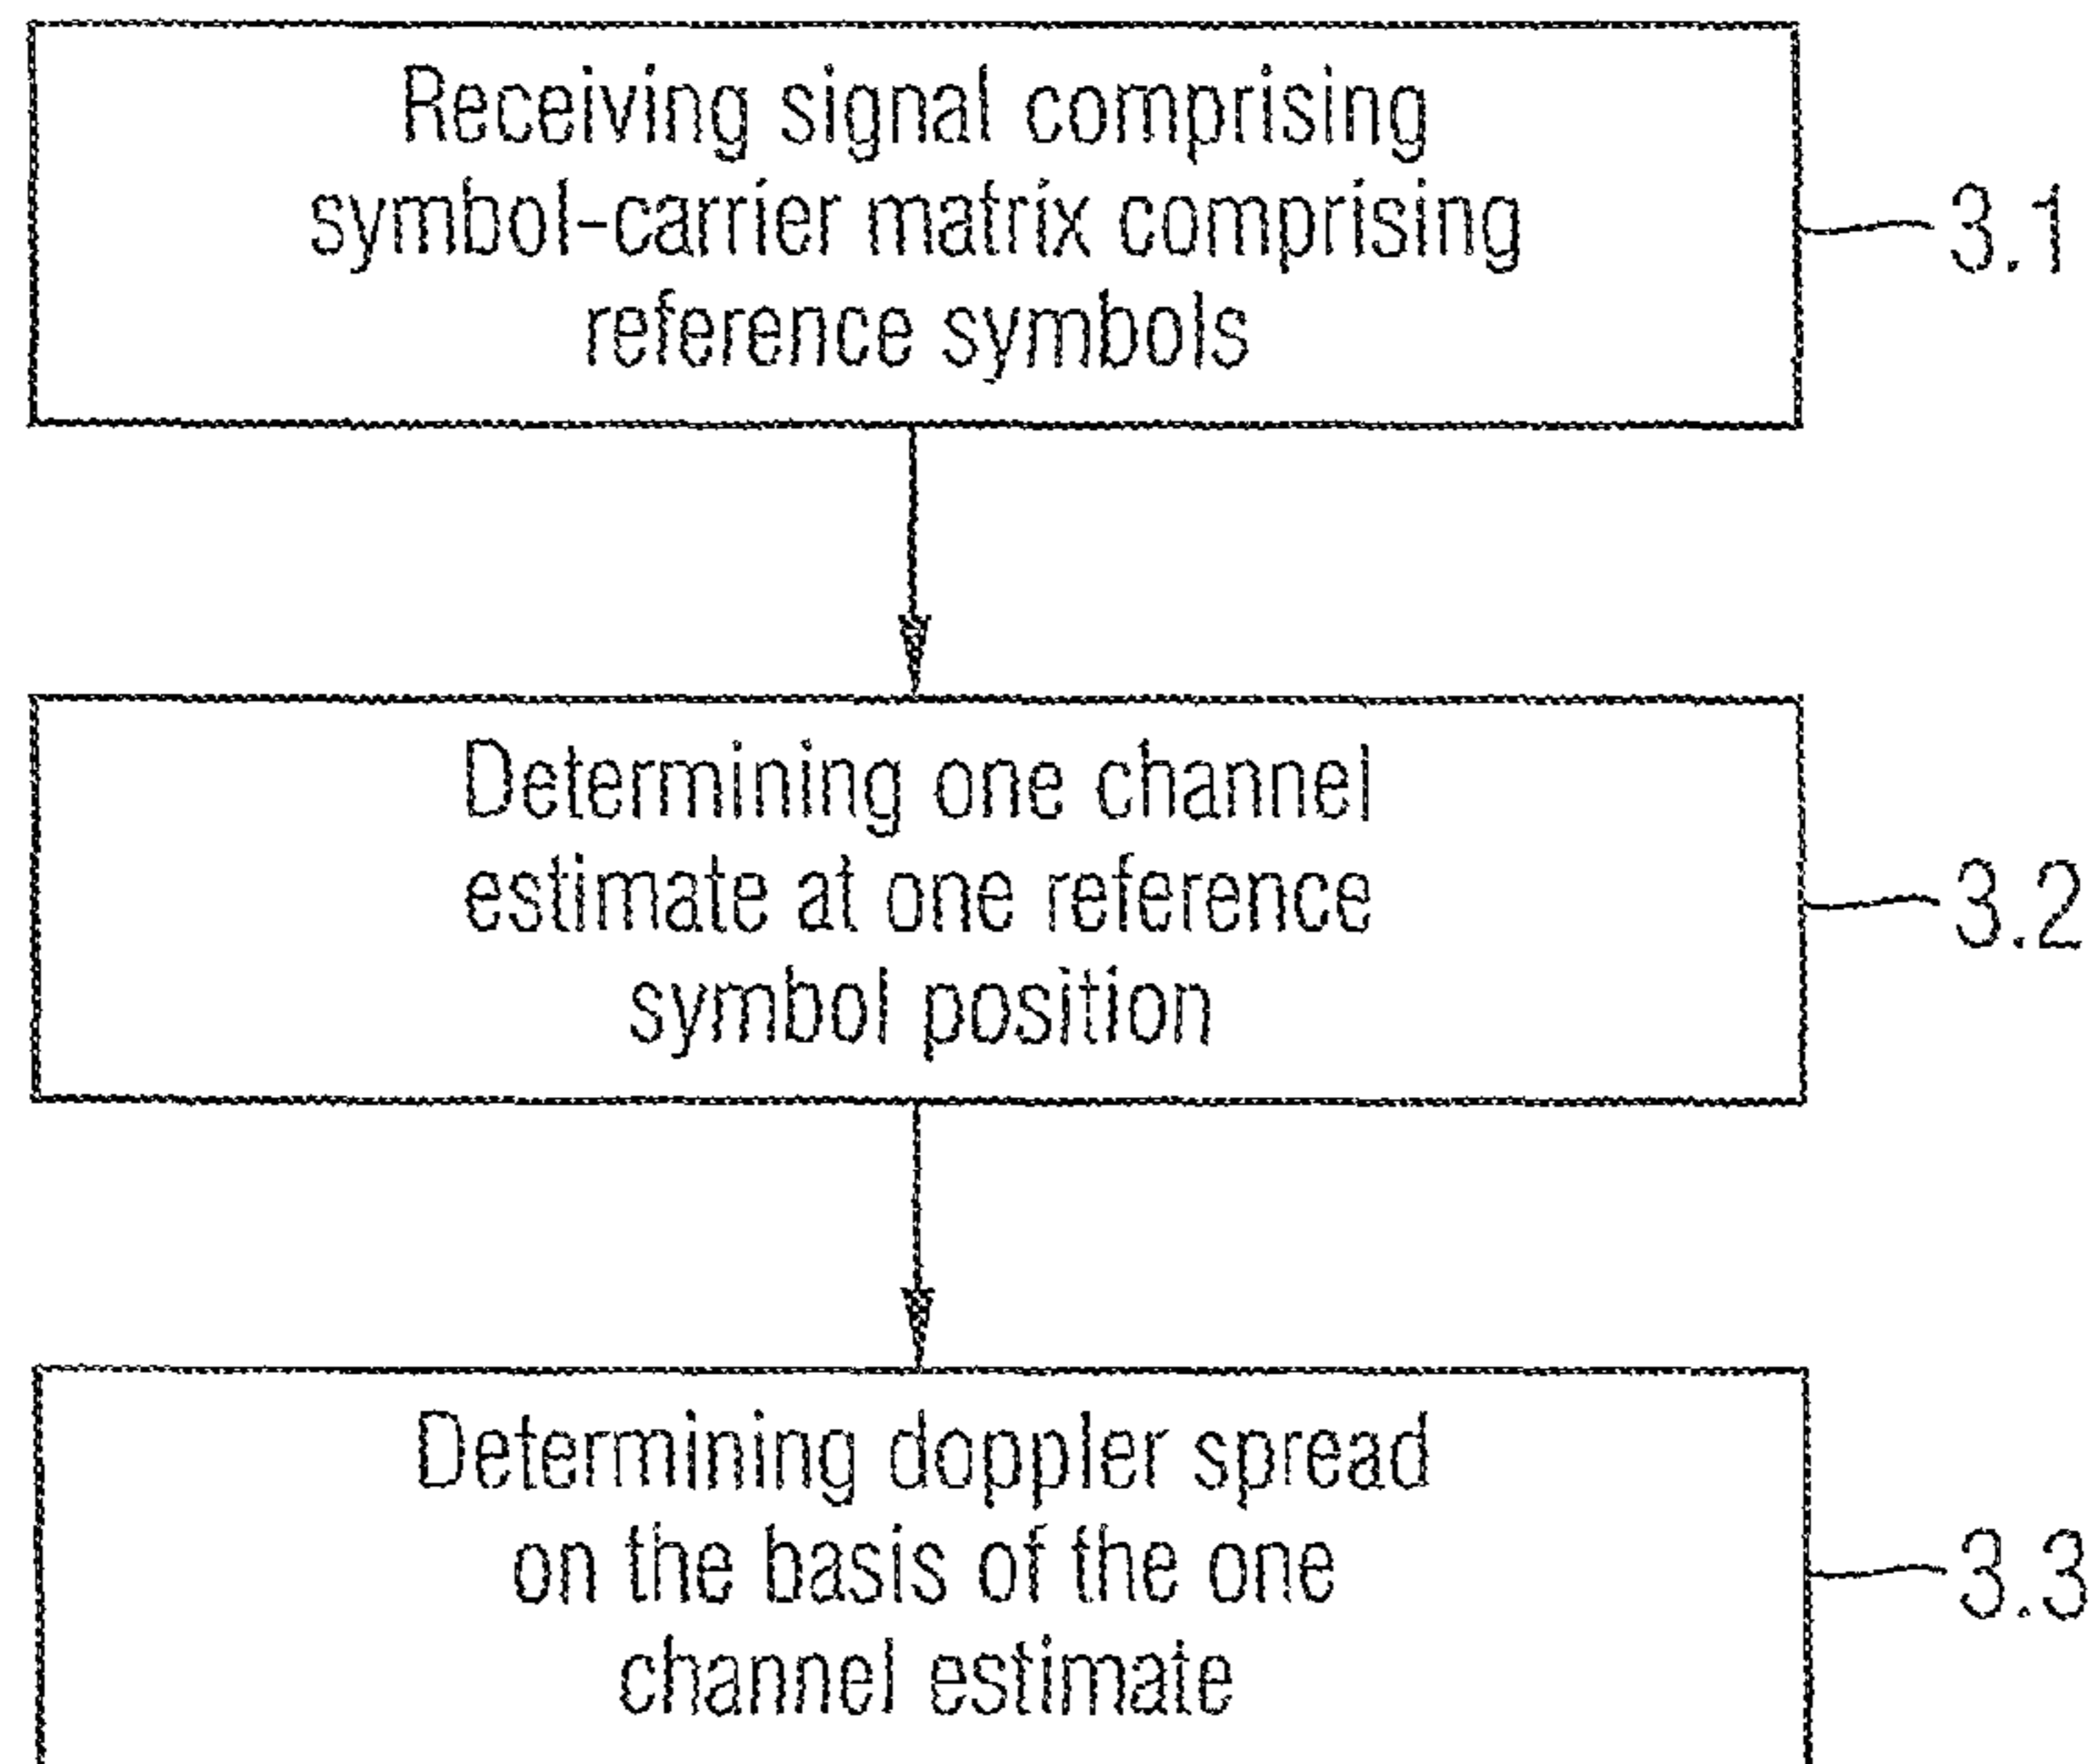 Receiving signal comprising
symbol-carrier matrix comprising
reference symbols
3.1
Determining one channel
estimate at one reference
symbol position
3.2
Determining doppler spread
on the basis of the one
channel estimate
3.3